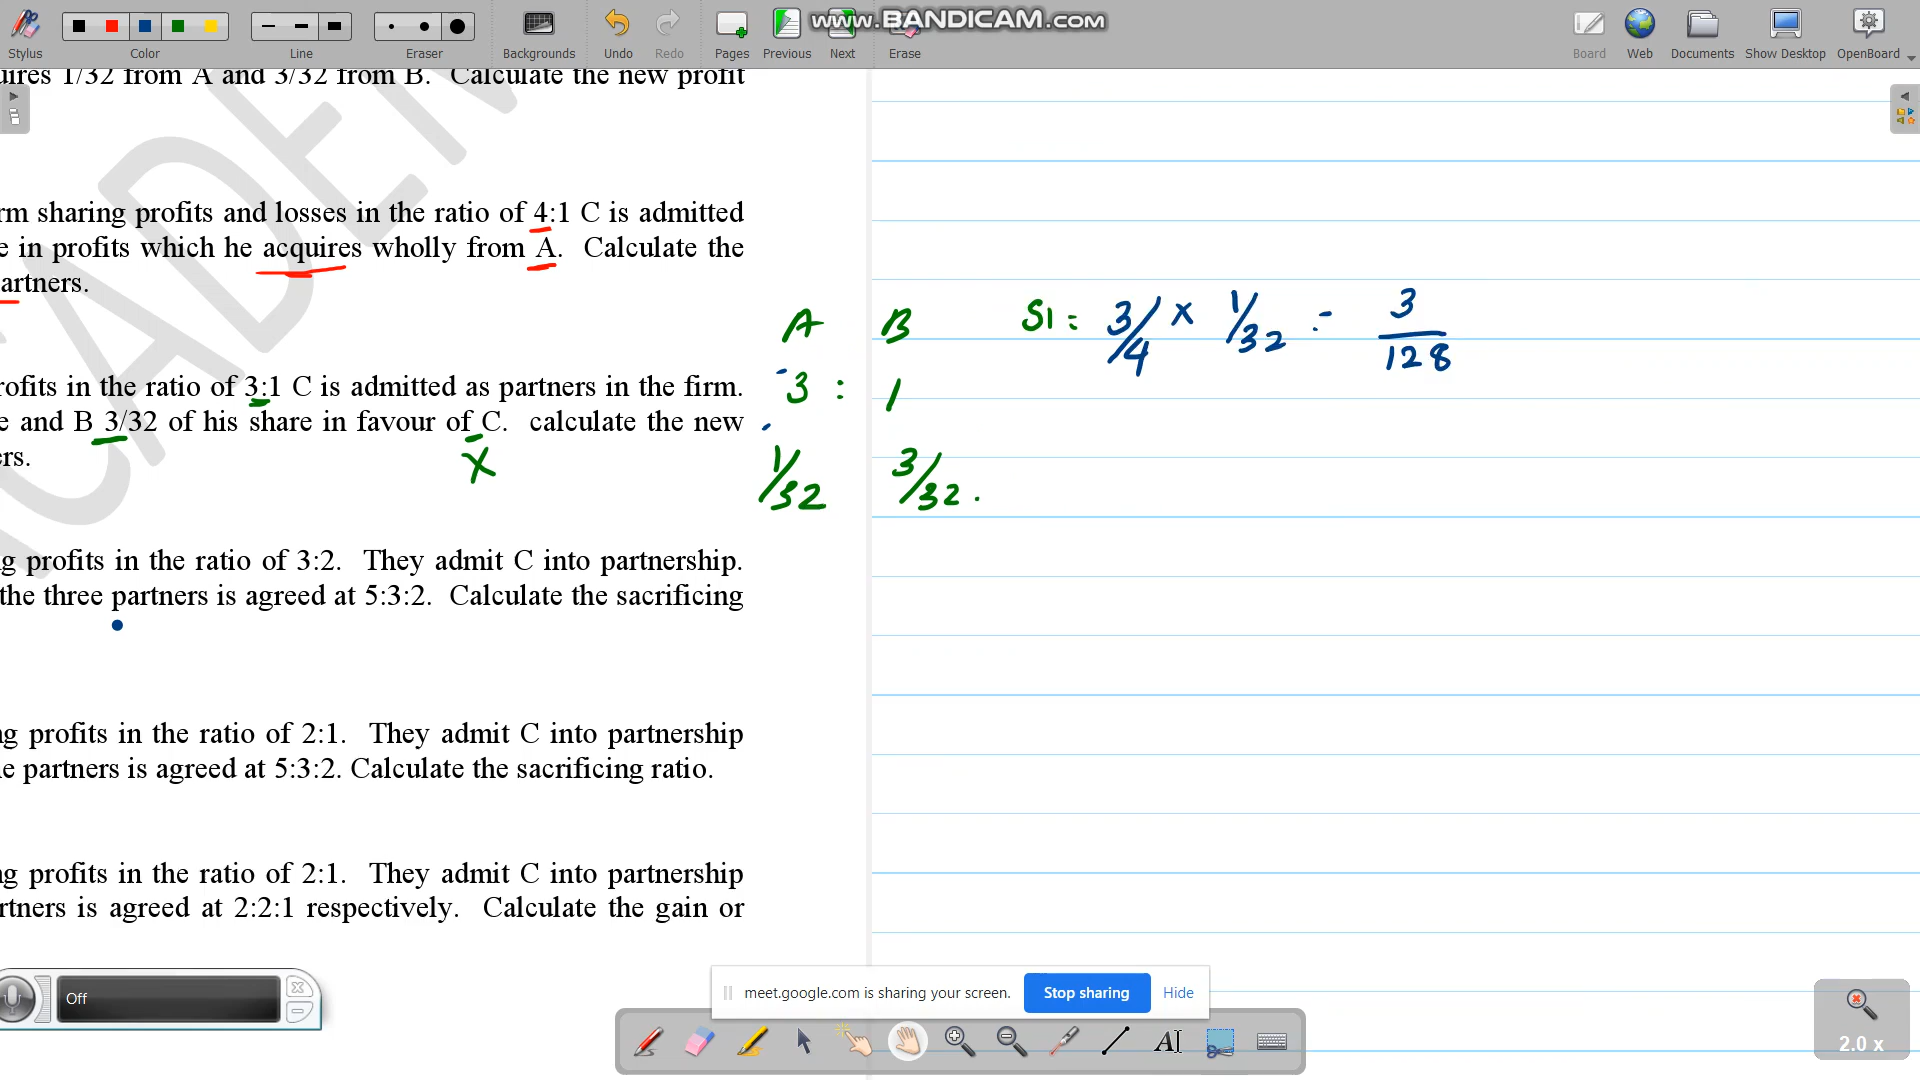 www.BANDICAM.com
Stylus
Color
Line
Eraser
Backgrounds
Undo
Redo
Pages
Previous
Next
Erase
Board
Web
Documents
Show Desktop
OpenBoard
uires 1/32 from A and 3/32 from B. Calculate the new profit
rm sharing profits and losses in the ratio of 4:1 C is admitted
e in profits which he acquires wholly from A. Calculate the
artners.
rofits in the ratio of 3:1 C is admitted as partners in the firm.
e and B 3/32 of his share in favour of C. calculate the new
ers.
X
A B
3 : 1
1/32 3/32.
S1 = 3/4 x 1/32 = 3/128
ng profits in the ratio of 3:2. They admit C into partnership.
the three partners is agreed at 5:3:2. Calculate the sacrificing
ng profits in the ratio of 2:1. They admit C into partnership
e partners is agreed at 5:3:2. Calculate the sacrificing ratio.
ng profits in the ratio of 2:1. They admit C into partnership
rtners is agreed at 2:2:1 respectively. Calculate the gain or
Off
meet.google.com is sharing your screen.
Stop sharing
Hide
2.0 x